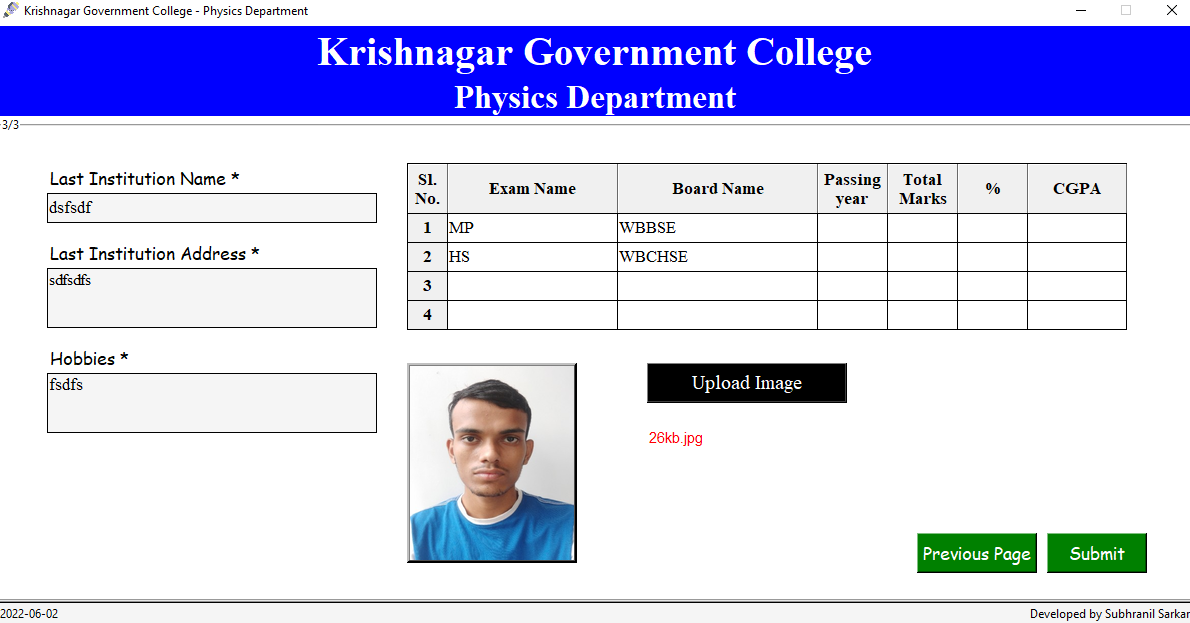 Krishnagar Government College - Physics Department
Krishnagar Government College
Physics Department
3/3
Last Institution Name *
dsfsdf
Last Institution Address *
sdfsdfs
Hobbies *
fsdfs
Sl. No. Exam Name Board Name Passing year Total Marks % CGPA
1 MP WBBSE
2 HS WBCHSE
3
4
Upload Image
26kb.jpg
Previous Page Submit
2022-06-02 Developed by Subhranil Sarkar